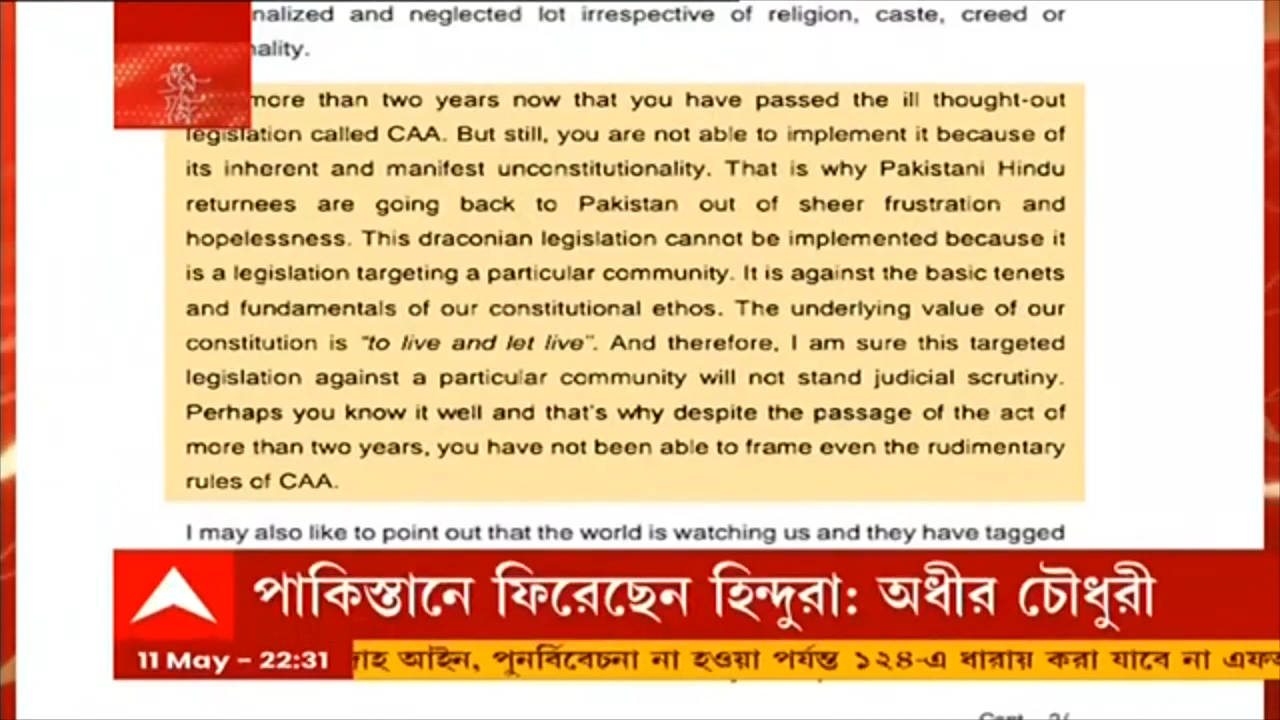 nalized and neglected lot irrespective of religion, caste, creed or
nality.
more than two years now that you have passed the ill thought-out
legislation called CAA. But still, you are not able to implement it because of
its inherent and manifest unconstitutionality. That is why Pakistani Hindu
returnees are going back to Pakistan out of sheer frustration and
hopelessness. This draconian legislation cannot be implemented because it
is a legislation targeting a particular community. It is against the basic tenets
and fundamentals of our constitutional ethos. The underlying value of our
constitution is "to live and let live". And therefore, I am sure this targeted
legislation against a particular community will not stand judicial scrutiny.
Perhaps you know it well and that's why despite the passage of the act of
more than two years, you have not been able to frame even the rudimentary
rules of CAA.
I may also like to point out that the world is watching us and they have tagged
পাকিস্তানে ফিরেছেন হিন্দুরা: অধীর চৌধুরী
11 May - 22:31
আইন, পুনর্বিবেচনা না হওয়া পর্যন্ত ১২৪-এ ধারায় করা যাবে না